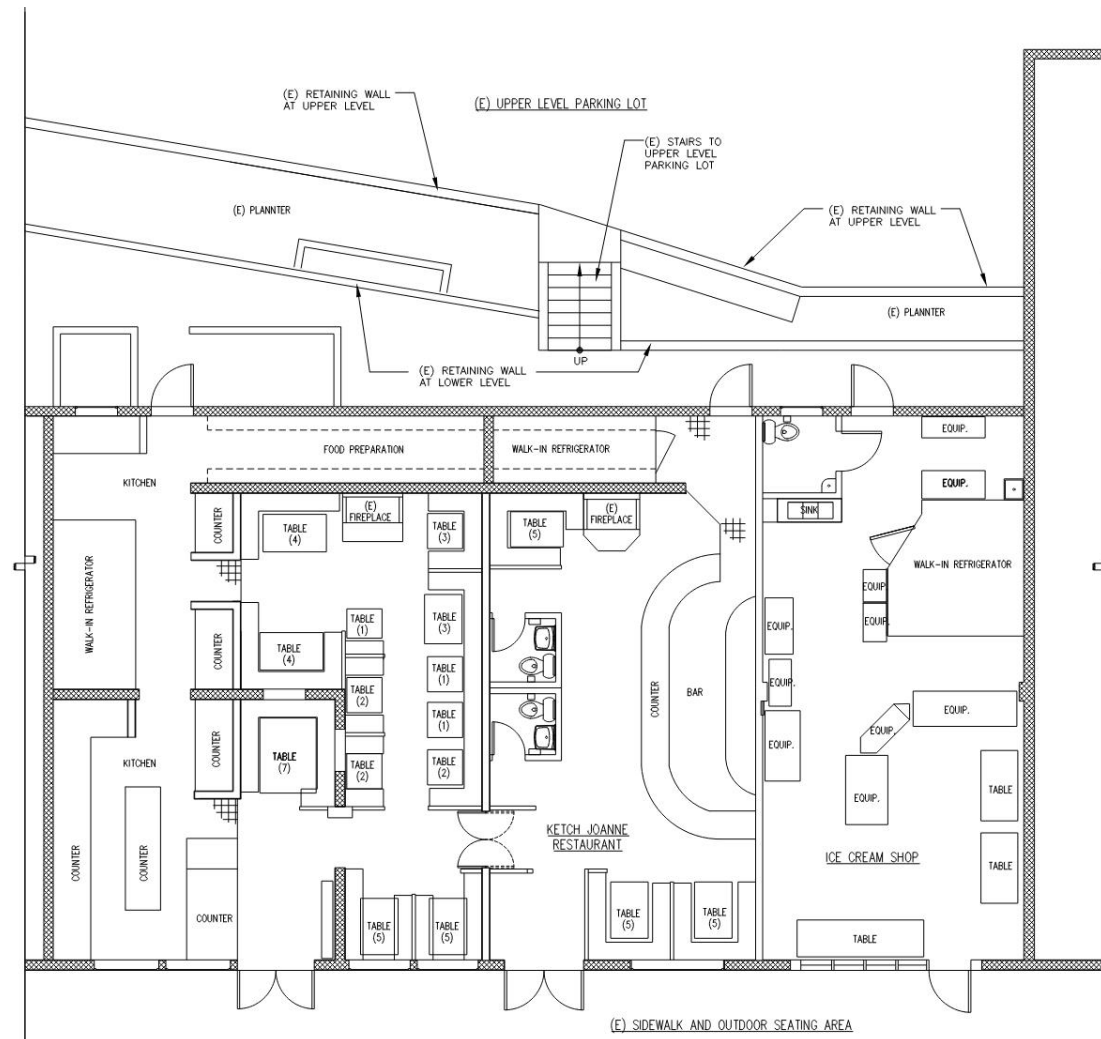 (E) RETAINING WALL
AT UPPER LEVEL
(E) UPPER LEVEL PARKING LOT
(E) STAIRS TO
UPPER LEVEL
PARKING LOT
(E) PLANNTER
(E) RETAINING WALL
AT UPPER LEVEL
(E) PLANNTER
UP
(E) RETAINING WALL
AT LOWER LEVEL
EQUIP.
FOOD PREPARATION
WALK-IN REFRIGERATOR
KITCHEN
EQUIP.
COUNTER
TABLE
(4)
(E)
FIREPLACE
TABLE
(3)
TABLE
(5)
(E)
FIREPLACE
SINK
WALK-IN REFRIGERATOR
WALK-IN REFRIGERATOR
EQUIP.
EQUIP.
COUNTER
TABLE
(4)
TABLE
(1)
TABLE
(3)
EQUIP.
TABLE
(1)
TABLE
(2)
COUNTER
BAR
EQUIP.
EQUIP.
TABLE
(1)
COUNTER
TABLE
(7)
TABLE
(2)
TABLE
(2)
EQUIP.
EQUIP.
KITCHEN
EQUIP.
TABLE
KETCH JOANNE
RESTAURANT
ICE CREAM SHOP
TABLE
COUNTER
COUNTER
COUNTER
TABLE
(5)
TABLE
(5)
TABLE
(5)
TABLE
(5)
TABLE
(E) SIDEWALK AND OUTDOOR SEATING AREA